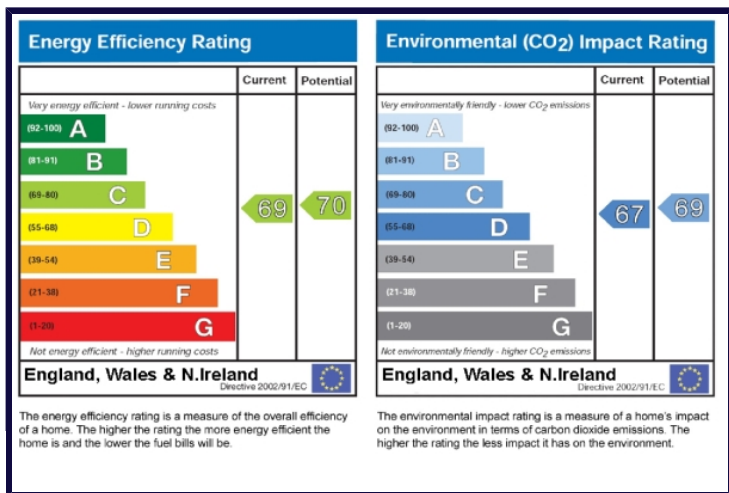 Energy Efficiency Rating
Current Potential
Very energy efficient - lower running costs
(92-100) A
(81-91) B
(69-80) C
(55-68) D
(39-54) E
(21-38) F
(1-20) G
69
70
Not energy efficient - higher running costs
England, Wales & N.Ireland
Directive 2002/91/EC
The energy efficiency rating is a measure of the overall efficiency
of a home. The higher the rating the more energy efficient the
home is and the lower the fuel bills will be.
Environmental (CO2) Impact Rating
Current Potential
Very environmentally friendly - lower CO2 emissions
(92-100) A
(81-91) B
(69-80) C
(55-68) D
(39-54) E
(21-38) F
(1-20) G
67
69
Not environmentally friendly - higher CO2 emissions
England, Wales & N.Ireland
Directive 2002/91/EC
The environmental impact rating is a measure of a home's impact
on the environment in terms of carbon dioxide emissions. The
higher the rating the less impact it has on the environment.